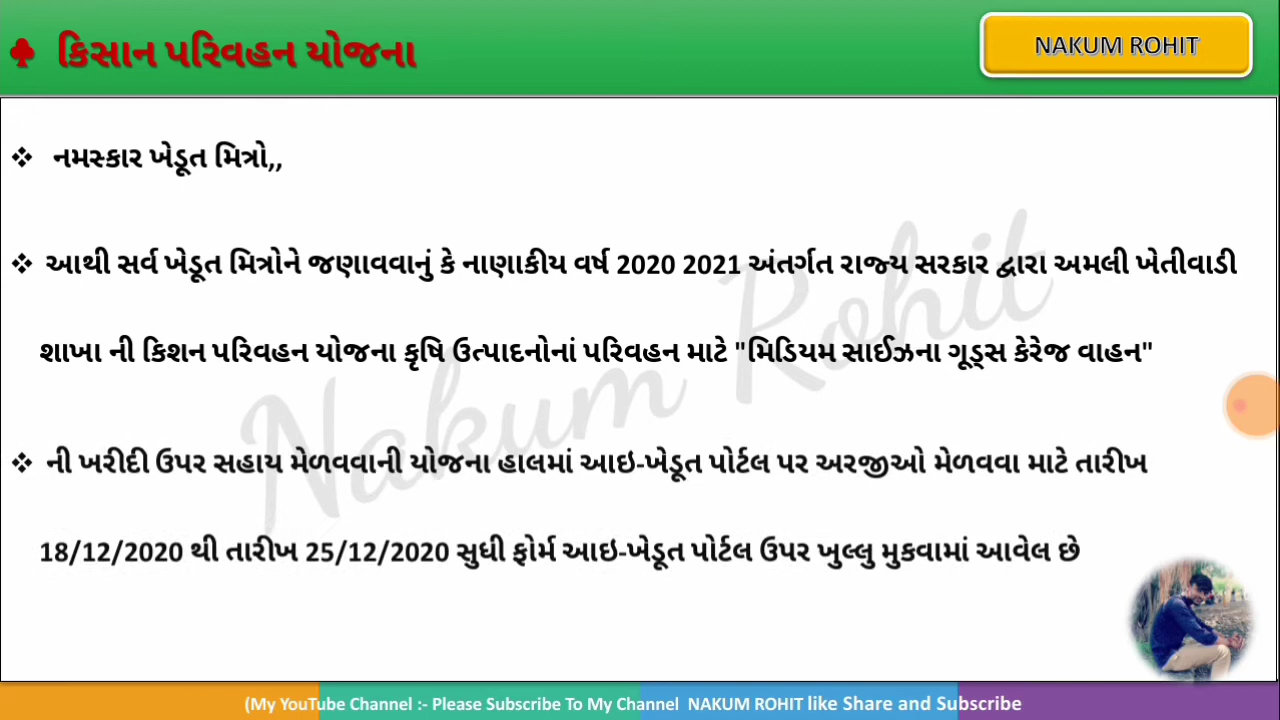 ♣ કિસાન પરિવહન યોજના
NAKUM ROHIT
❖ નમસ્કાર ખેડૂત મિત્રો,,
❖ આથી સર્વ ખેડૂત મિત્રોને જણાવવાનું કે નાણાકીય વર્ષ 2020 2021 અંતર્ગત રાજ્ય સરકાર દ્વારા અમલી ખેતીવાડી
શાખા ની કિશન પરિવહન યોજના કૃષિ ઉત્પાદનોનાં પરિવહન માટે "મિડિયમ સાઈઝના ગૂડ્સ કેરેજ વાહન"
❖ ની ખરીદી ઉપર સહાય મેળવવાની યોજના હાલમાં આઇ-ખેડૂત પોર્ટલ પર અરજીઓ મેળવવા માટે તારીખ
18/12/2020 થી તારીખ 25/12/2020 સુધી ફોર્મ આઇ-ખેડૂત પોર્ટલ ઉપર ખુલ્લુ મુકવામાં આવેલ છે
Nakum Rohit
(My YouTube Channel :- Please Subscribe To My Channel NAKUM ROHIT like Share and Subscribe